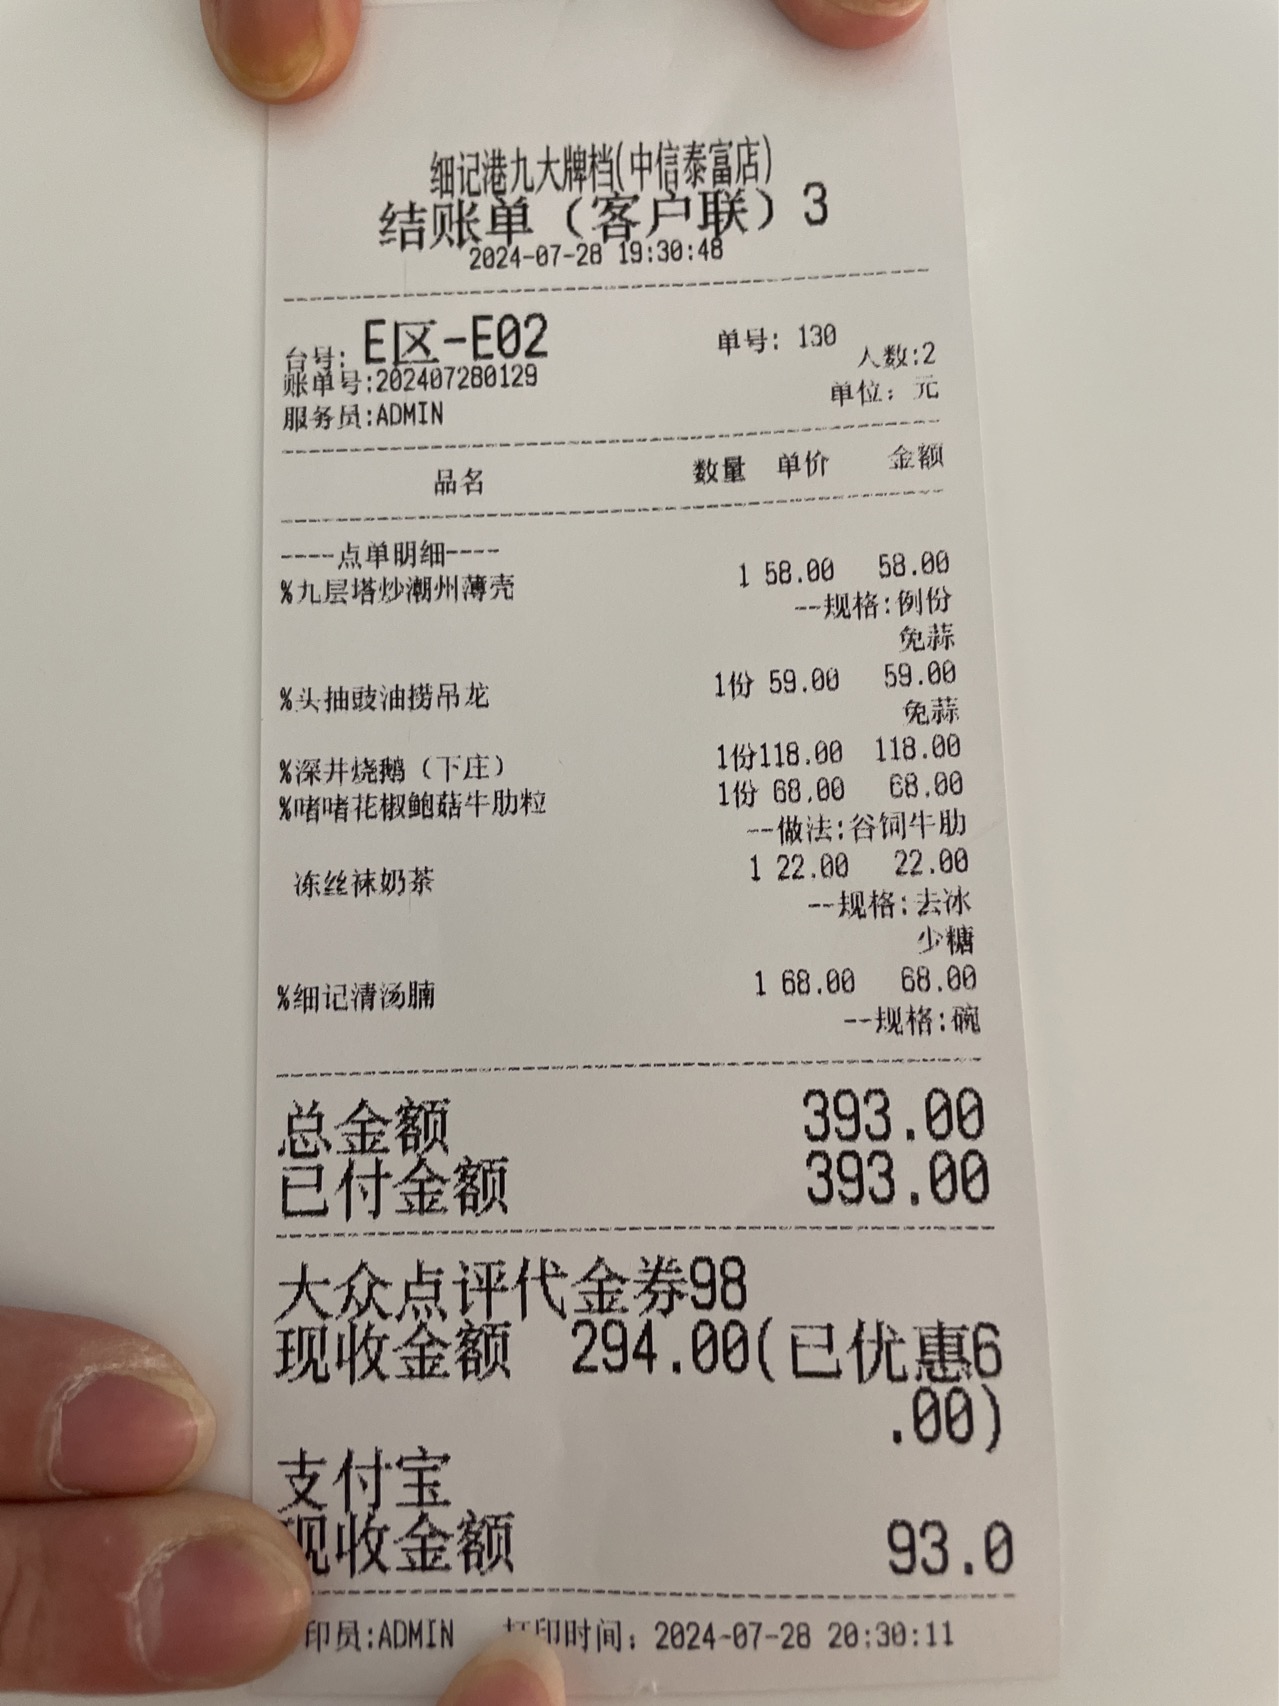 细记港九大牌档(中信泰富店)
结账单（客户联）3
2024-07-28 19:30:48
台号: E区-E02 单号: 130 人数:2
账单号:202407280129 单位: 元
服务员:ADMIN
品名 数量 单价 金额
----点单明细----
%九层塔炒潮州薄壳 1 58.00 58.00
--规格:例份
免蒜
%头抽豉油捞吊龙 1份 59.00 59.00
免蒜
%深井烧鹅（下庄） 1份118.00 118.00
%啫啫花椒鲍菇牛肋粒 1份 68.00 68.00
--做法:谷饲牛肋
冻丝袜奶茶 1 22.00 22.00
--规格:去冰
少糖
%细记清汤腩 1 68.00 68.00
--规格:碗
总金额 393.00
已付金额 393.00
大众点评代金券98
现收金额 294.00(已优惠6
.00)
支付宝
现收金额 93.0
印员:ADMIN 打印时间: 2024-07-28 20:30:11